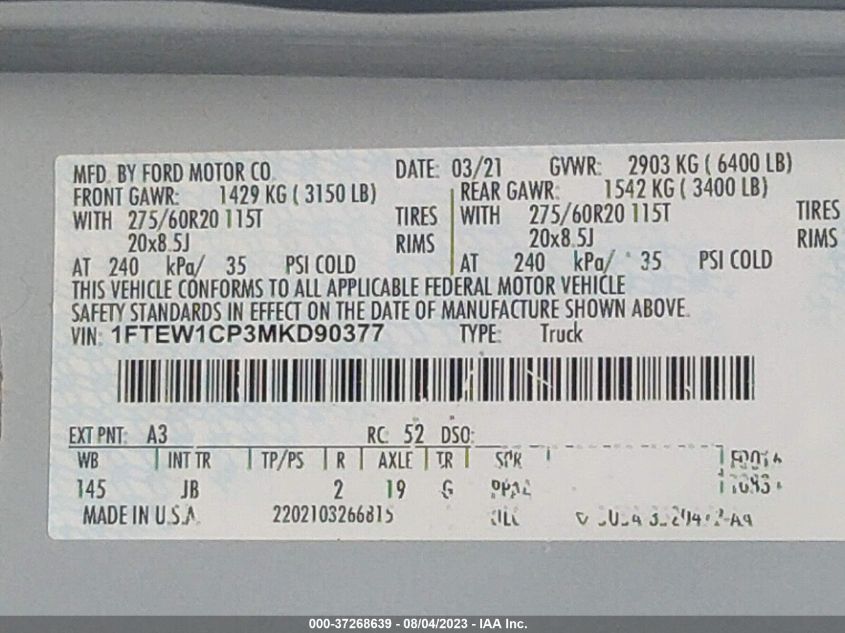 MFD. BY FORD MOTOR CO. DATE: 03/21 GVWR: 2903 KG ( 6400 LB)
FRONT GAWR: 1429 KG ( 3150 LB) REAR GAWR: 1542 KG ( 3400 LB)
WITH 275/60R20 115T TIRES WITH 275/60R20 115T TIRES
20x8.5J RIMS 20x8.5J RIMS
AT 240 kPa/ 35 PSI COLD AT 240 kPa/ 35 PSI COLD
THIS VEHICLE CONFORMS TO ALL APPLICABLE FEDERAL MOTOR VEHICLE
SAFETY STANDARDS IN EFFECT ON THE DATE OF MANUFACTURE SHOWN ABOVE.
VIN: 1FTEW1CP3MKD90377 TYPE: Truck
EXT PNT: A3 RC: 52 DSO:
WB INT TR TP/PS R AXLE TR SPR
145 JB 2 19 G
MADE IN U.S.A. 2202103266815
000-37268639 - 08/04/2023 - IAA Inc.